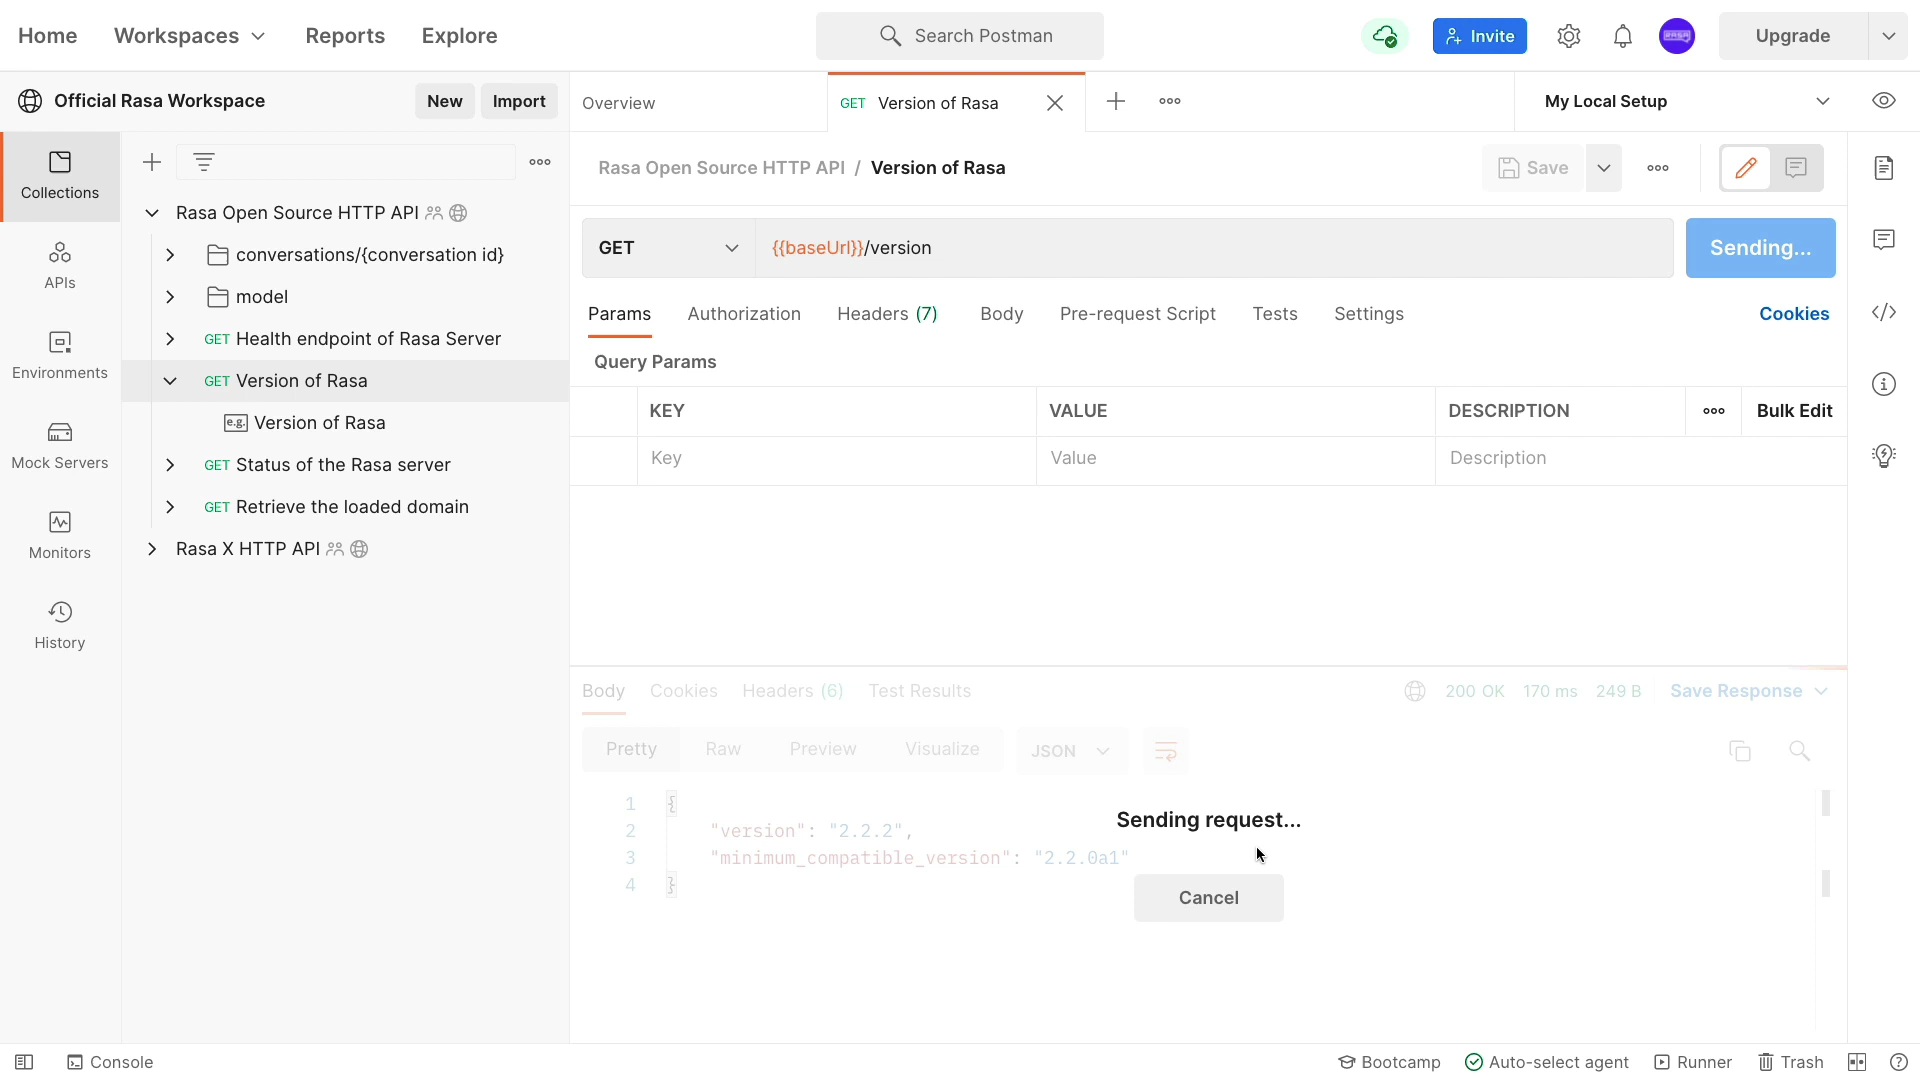 Home Workspaces Reports Explore Search Postman Invite Upgrade
Official Rasa Workspace New Import Overview GET Version of Rasa My Local Setup
Collections
APIs
Environments
Mock Servers
Monitors
History
Rasa Open Source HTTP API
conversations/{conversation id}
model
GET Health endpoint of Rasa Server
GET Version of Rasa
e.g. Version of Rasa
GET Status of the Rasa server
GET Retrieve the loaded domain
Rasa X HTTP API
Rasa Open Source HTTP API / Version of Rasa Save
GET {{baseUrl}}/version Sending...
Params Authorization Headers (7) Body Pre-request Script Tests Settings Cookies
Query Params
KEY VALUE DESCRIPTION Bulk Edit
Key Value Description
Body Cookies Headers (6) Test Results 200 OK 170 ms 249 B Save Response
Pretty Raw Preview Visualize JSON
1 {
2 "version": "2.2.2",
3 "minimum_compatible_version": "2.2.0a1"
4 }
Sending request...
Cancel
Console Bootcamp Auto-select agent Runner Trash